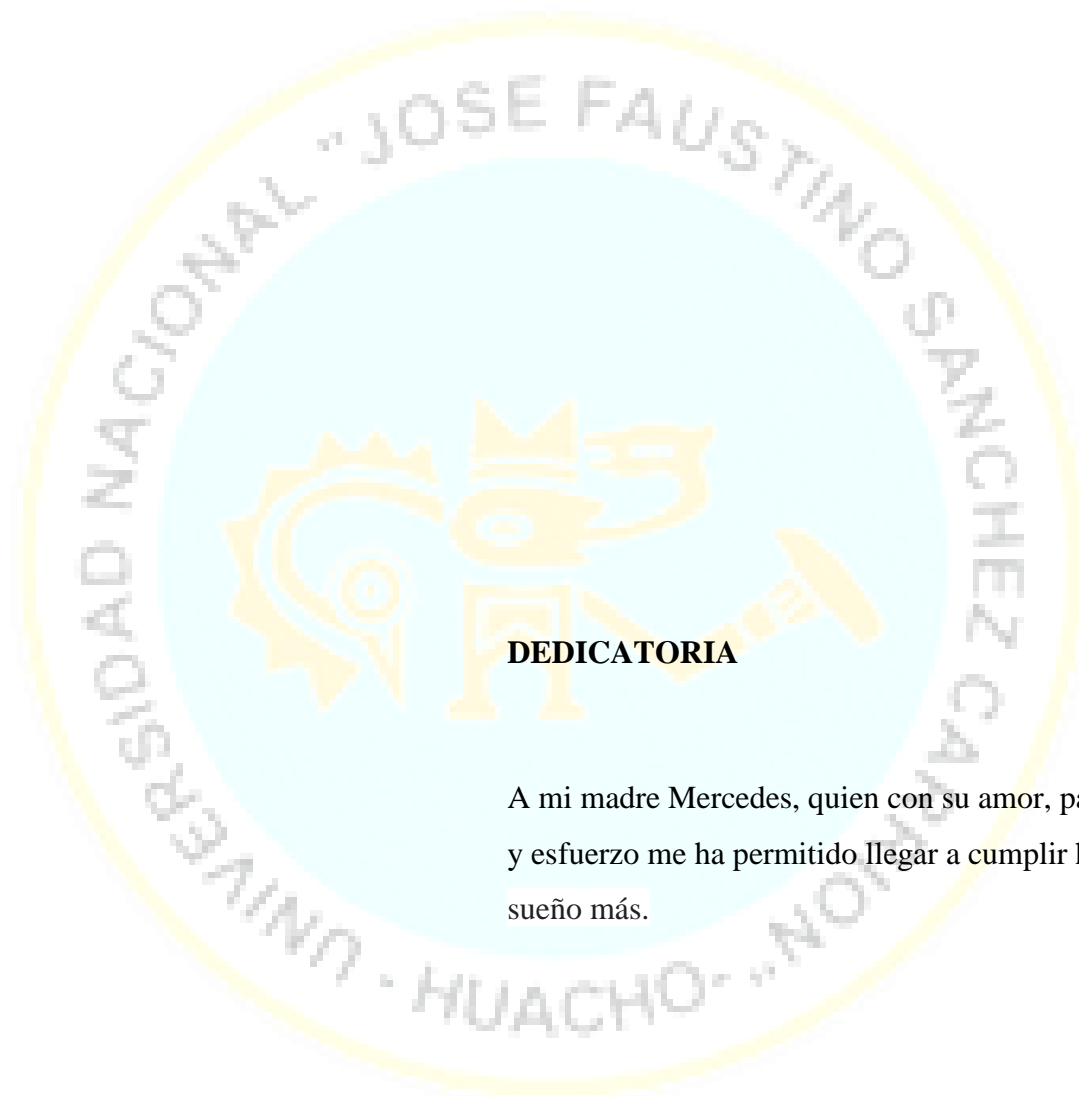 UNIVERSIDAD NACIONAL "JOSE FAUSTINO SANCHEZ CARRION" - HUACHO-
DEDICATORIA
A mi madre Mercedes, quien con su amor,
y esfuerzo me ha permitido llegar a cumplir
sueño más.